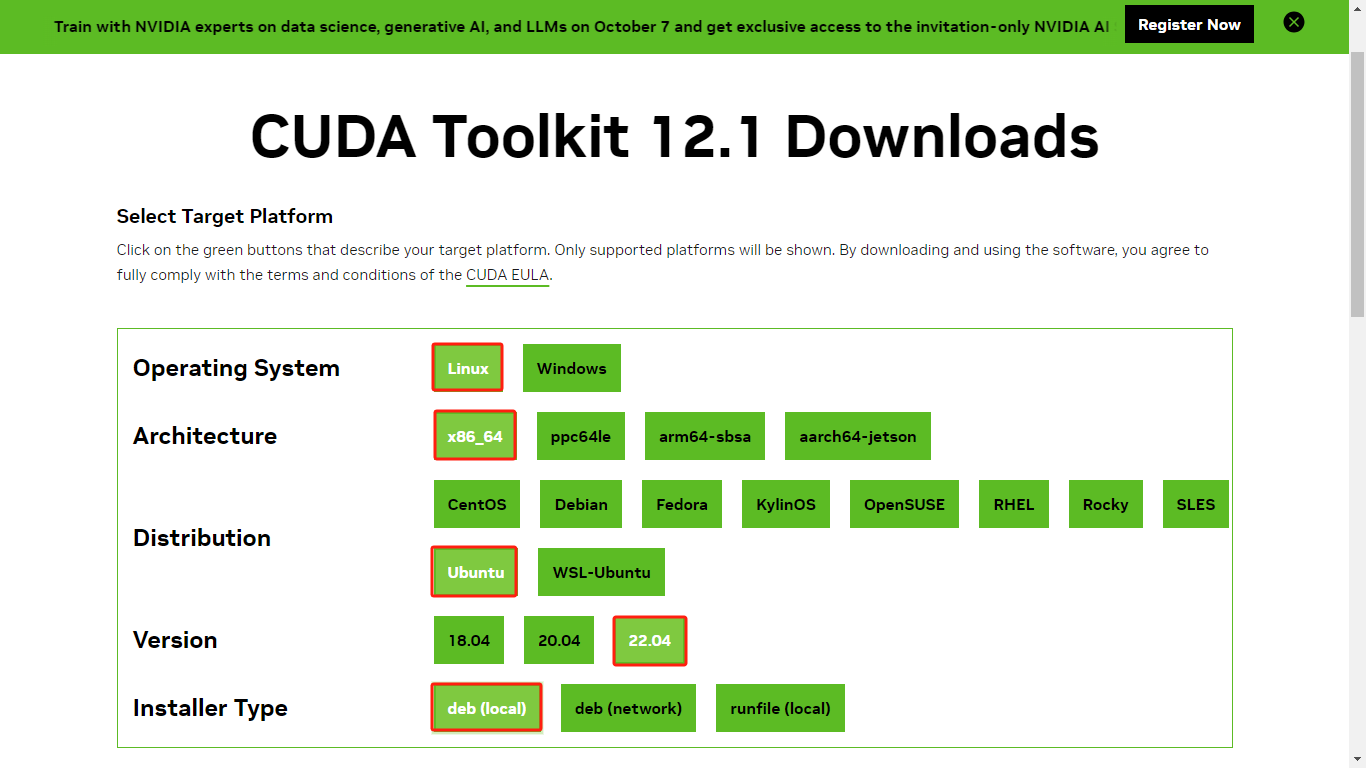 Train with NVIDIA experts on data science, generative AI, and LLMs on October 7 and get exclusive access to the invitation-only NVIDIA AI
Register Now
CUDA Toolkit 12.1 Downloads
Select Target Platform
Click on the green buttons that describe your target platform. Only supported platforms will be shown. By downloading and using the software, you agree to
fully comply with the terms and conditions of the CUDA EULA.
Operating System
Linux Windows
Architecture
x86_64 ppc64le arm64-sbsa aarch64-jetson
Distribution
CentOS Debian Fedora KylinOS OpenSUSE RHEL Rocky SLES
Ubuntu WSL-Ubuntu
Version
18.04 20.04 22.04
Installer Type
deb (local) deb (network) runfile (local)